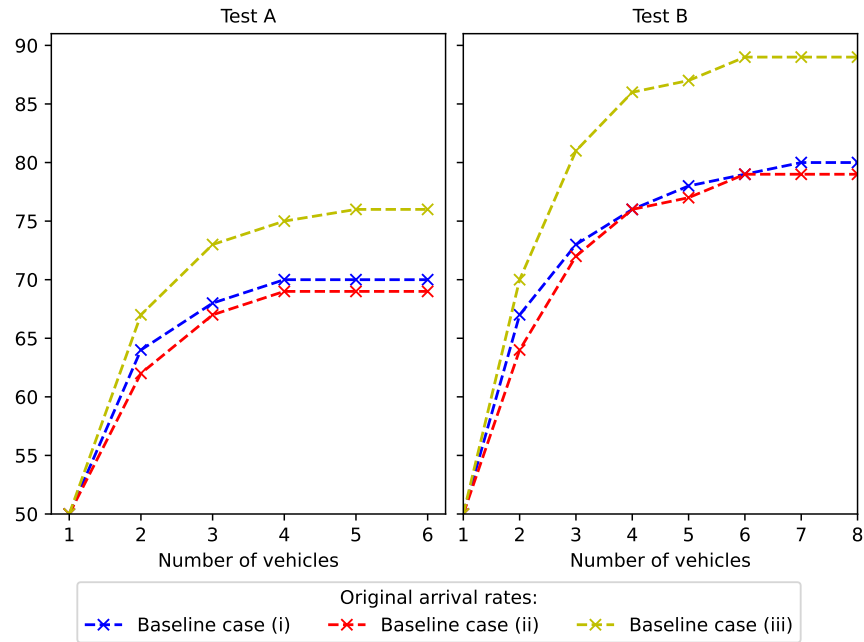 Test A
Test B
90
85
80
75
70
65
60
55
50
1 2 3 4 5 6
1 2 3 4 5 6 7 8
Number of vehicles
Number of vehicles
Original arrival rates:
Baseline case (i) Baseline case (ii) Baseline case (iii)